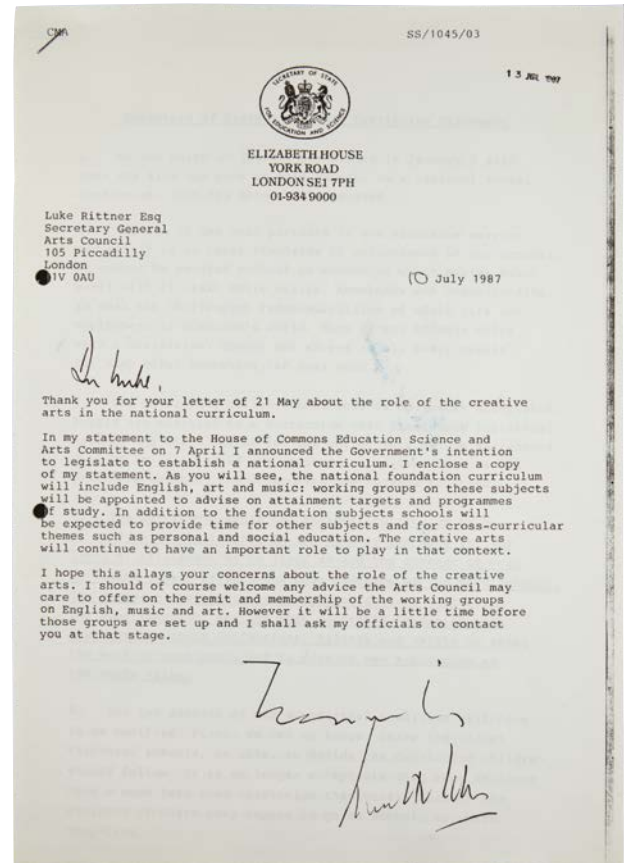 CMA
SS/1045/03
13 JUL 1987
SECRETARY OF STATE
FOR EDUCATION AND SCIENCE
ELIZABETH HOUSE
YORK ROAD
LONDON SE1 7PH
01-934 9000
Luke Rittner Esq
Secretary General
Arts Council
105 Piccadilly
London
1V 0AU
10 July 1987
Luke,
Thank you for your letter of 21 May about the role of the creative
arts in the national curriculum.
In my statement to the House of Commons Education Science and
Arts Committee on 7 April I announced the Government's intention
to legislate to establish a national curriculum. I enclose a copy
of my statement. As you will see, the national foundation curriculum
will include English, art and music: working groups on these subjects
will be appointed to advise on attainment targets and programmes
of study. In addition to the foundation subjects schools will
be expected to provide time for other subjects and for cross-curricular
themes such as personal and social education. The creative arts
will continue to have an important role to play in that context.
I hope this allays your concerns about the role of the creative
arts. I should of course welcome any advice the Arts Council may
care to offer on the remit and membership of the working groups
on English, music and art. However it will be a little time before
those groups are set up and I shall ask my officials to contact
you at that stage.